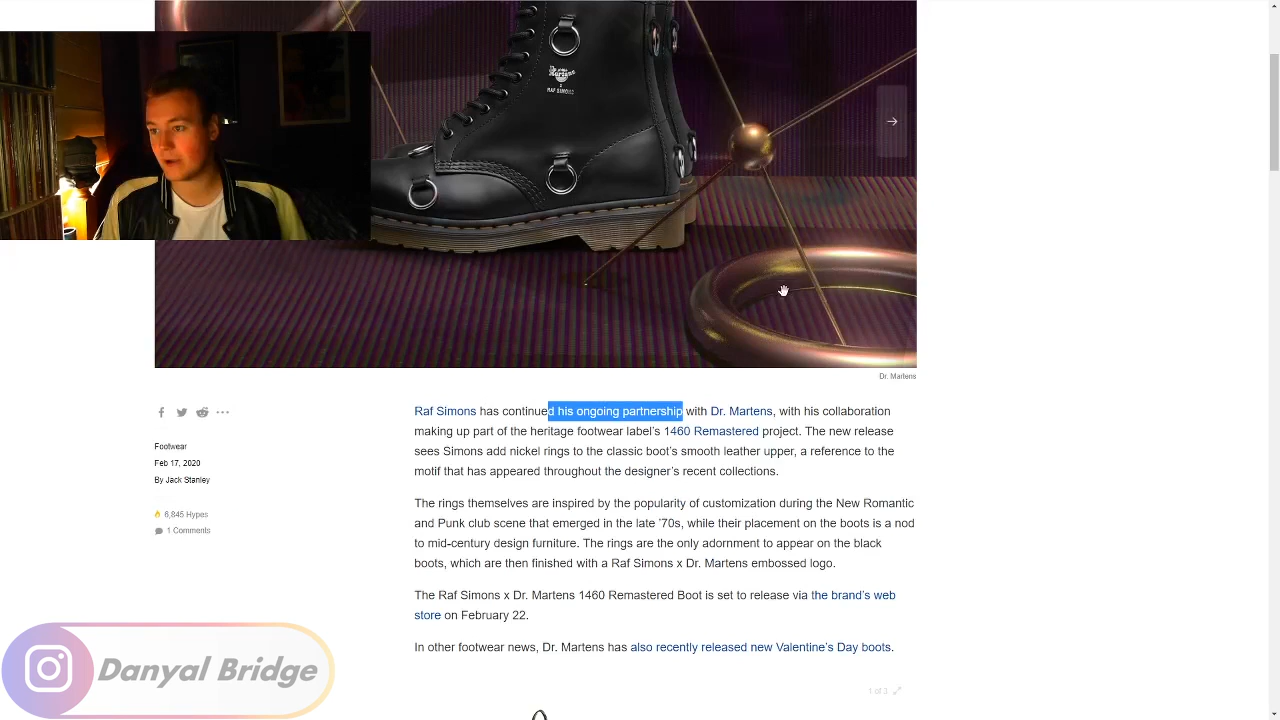 Dr. Martens
RAF SIMONS
Dr. Martens
Raf Simons has continued his ongoing partnership with Dr. Martens, with his collaboration
making up part of the heritage footwear label's 1460 Remastered project. The new release
sees Simons add nickel rings to the classic boot's smooth leather upper, a reference to the
motif that has appeared throughout the designer's recent collections.
Footwear
Feb 17, 2020
By Jack Stanley
6,845 Hypes
1 Comments
The rings themselves are inspired by the popularity of customization during the New Romantic
and Punk club scene that emerged in the late '70s, while their placement on the boots is a nod
to mid-century design furniture. The rings are the only adornment to appear on the black
boots, which are then finished with a Raf Simons x Dr. Martens embossed logo.
The Raf Simons x Dr. Martens 1460 Remastered Boot is set to release via the brand's web
store on February 22.
In other footwear news, Dr. Martens has also recently released new Valentine's Day boots.
Danyal Bridge
1 of 3